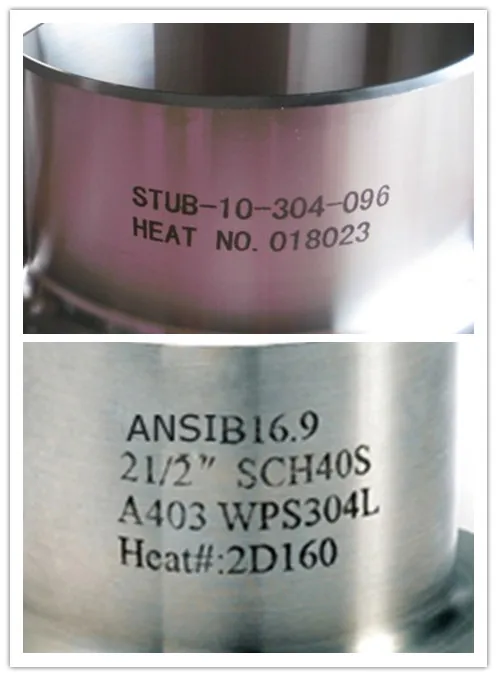 STUB-10-304-096
HEAT NO. 018023
ANSIB16.9
21/2” SCH40S
A403 WPS304L
Heat#:2D160